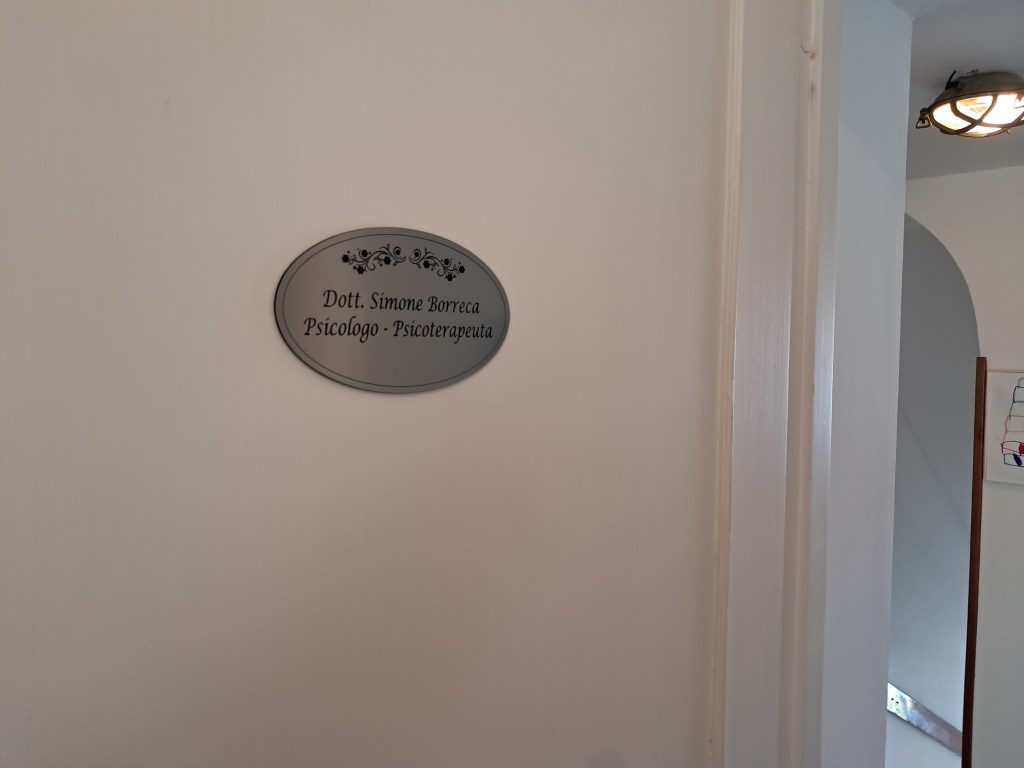 Dott. Simone Borreca
Psicologo - Psicoterapeuta